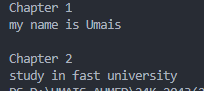 Chapter 1
my name is Umais

Chapter 2
study in fast university